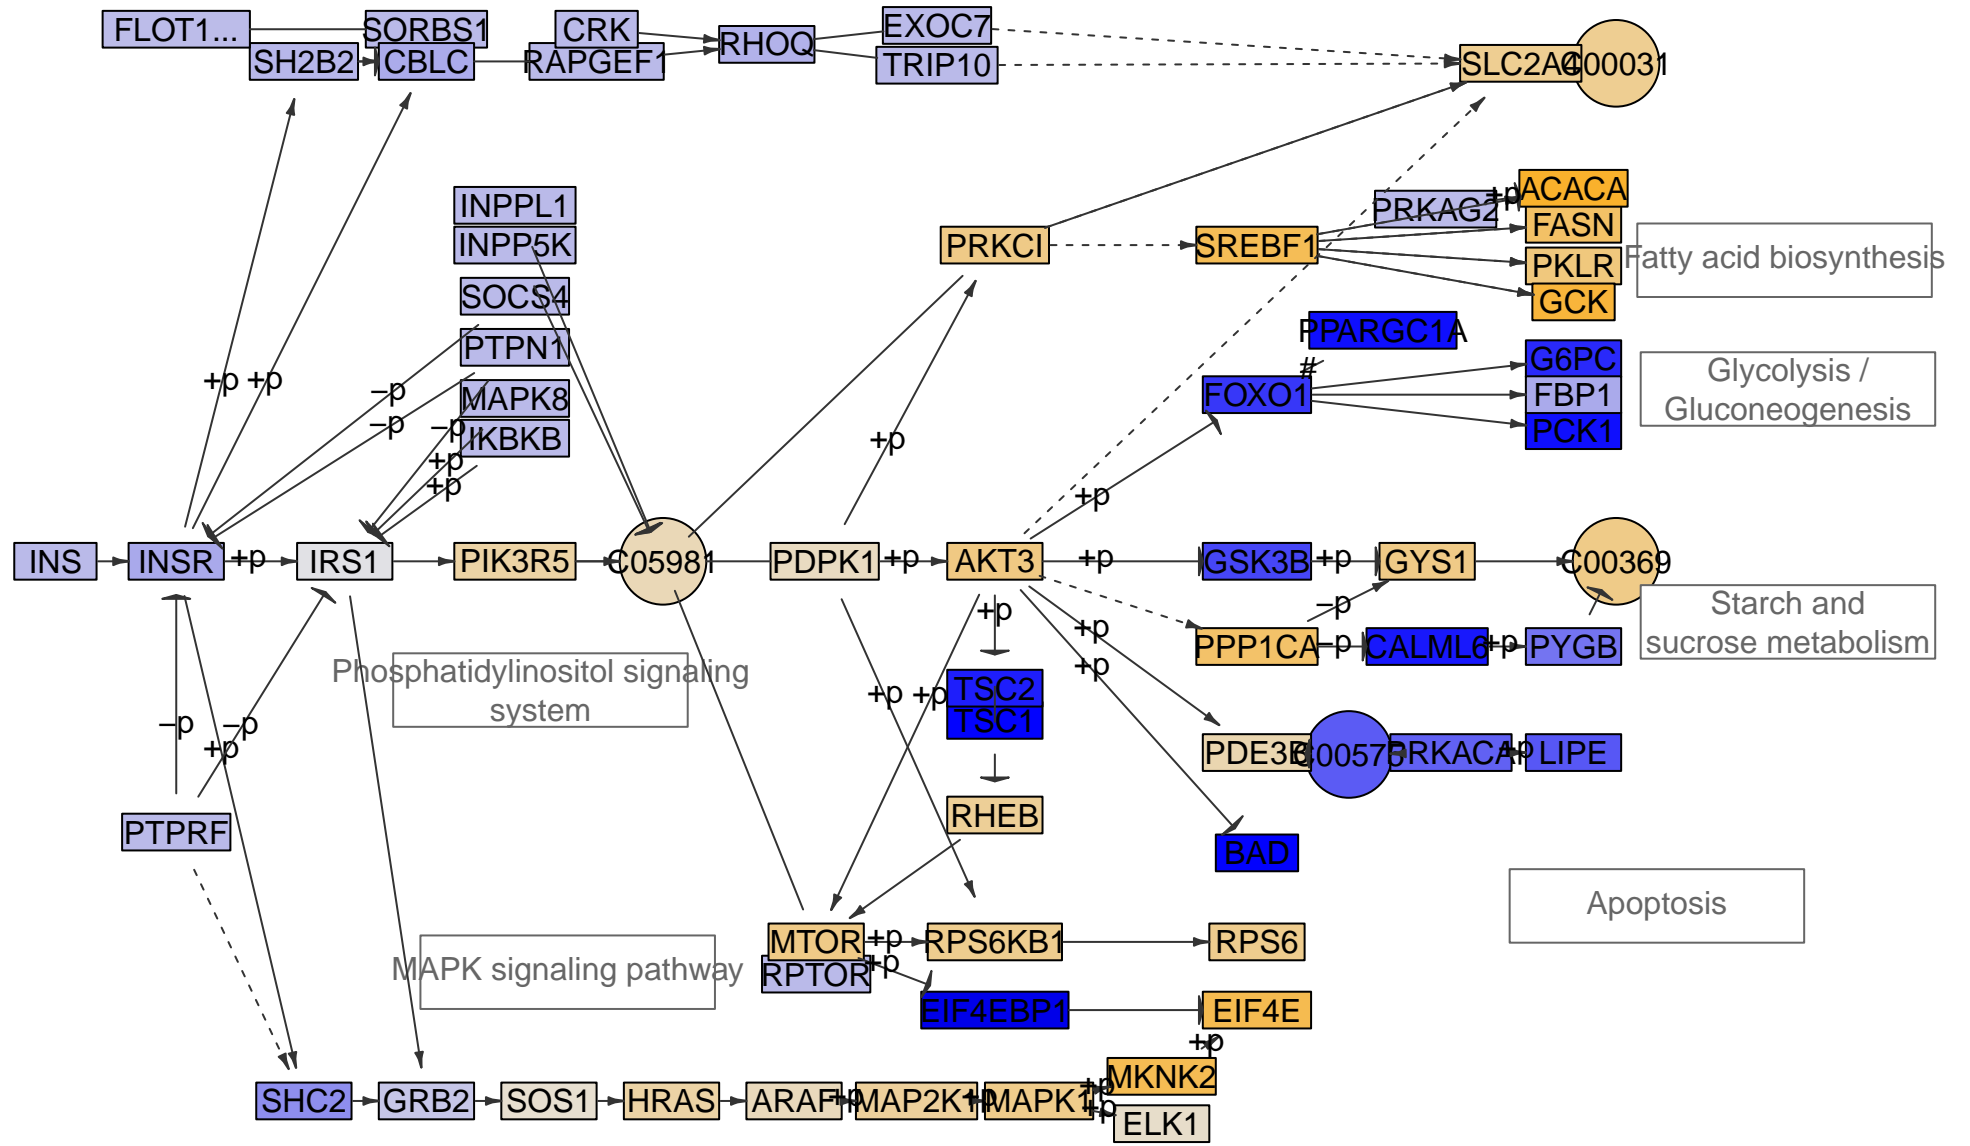 FLOT1...
SORBS1
CRK
EXOC7
SH2B2
CBLC
RAPGEF1
RHOQ
TRIP10
SLC2A4
C00031
INPPL1
INPP5K
SOCS4
PTPN1
MAPK8
IKBKB
PRKCI
SREBF1
PRKAG2
+p
ACACA
FASN
PKLR
GCK
Fatty acid biosynthesis
PPARGC1A
#
FOXO1
G6PC
FBP1
PCK1
Glycolysis /
Gluconeogenesis
+p
+p
−p
−p
−p
+p
+p
+p
+p
INS
INSR
+p
IRS1
PIK3R5
C05981
PDPK1
+p
AKT3
+p
GSK3B
+p
GYS1
C00369
−p
+p
PPP1CA
−p
CALML6
+p
PYGB
Starch and
sucrose metabolism
+p
+p
Phosphatidylinositol signaling
system
+p
+p
TSC2
TSC1
−p
−p
+p
PDE3B
C00575
PRKACA
+p
LIPE
PTPRF
RHEB
BAD
Apoptosis
MTOR
+p
RPS6KB1
RPS6
RPTOR
+p
MAPK signaling pathway
EIF4EBP1
EIF4E
+p
MKNK2
SHC2
GRB2
SOS1
HRAS
ARAF
+p
MAP2K1
+p
MAPK1
+p
+p
ELK1